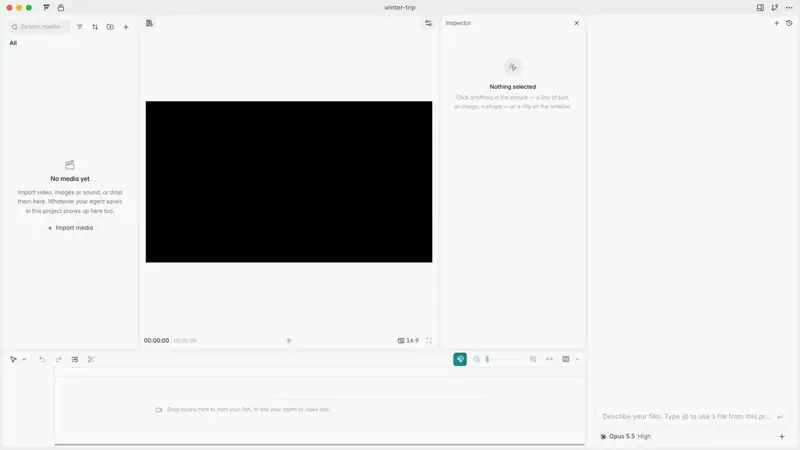 winter-trip
Search media
All
No media yet
Import video, images or sound, or drop
them here. Whatever your agent saves
in this project shows up here too.
+ Import media
00:00.00 / 00:00.00
16:9
Inspector
Nothing selected
Click anything in the picture — a line of text,
an image, a shape — or a clip on the timeline.
Drag media here to start your film, or ask your agent to make one.
Describe your film. Type @ to use a file from this pr...
Opus 5.5 High